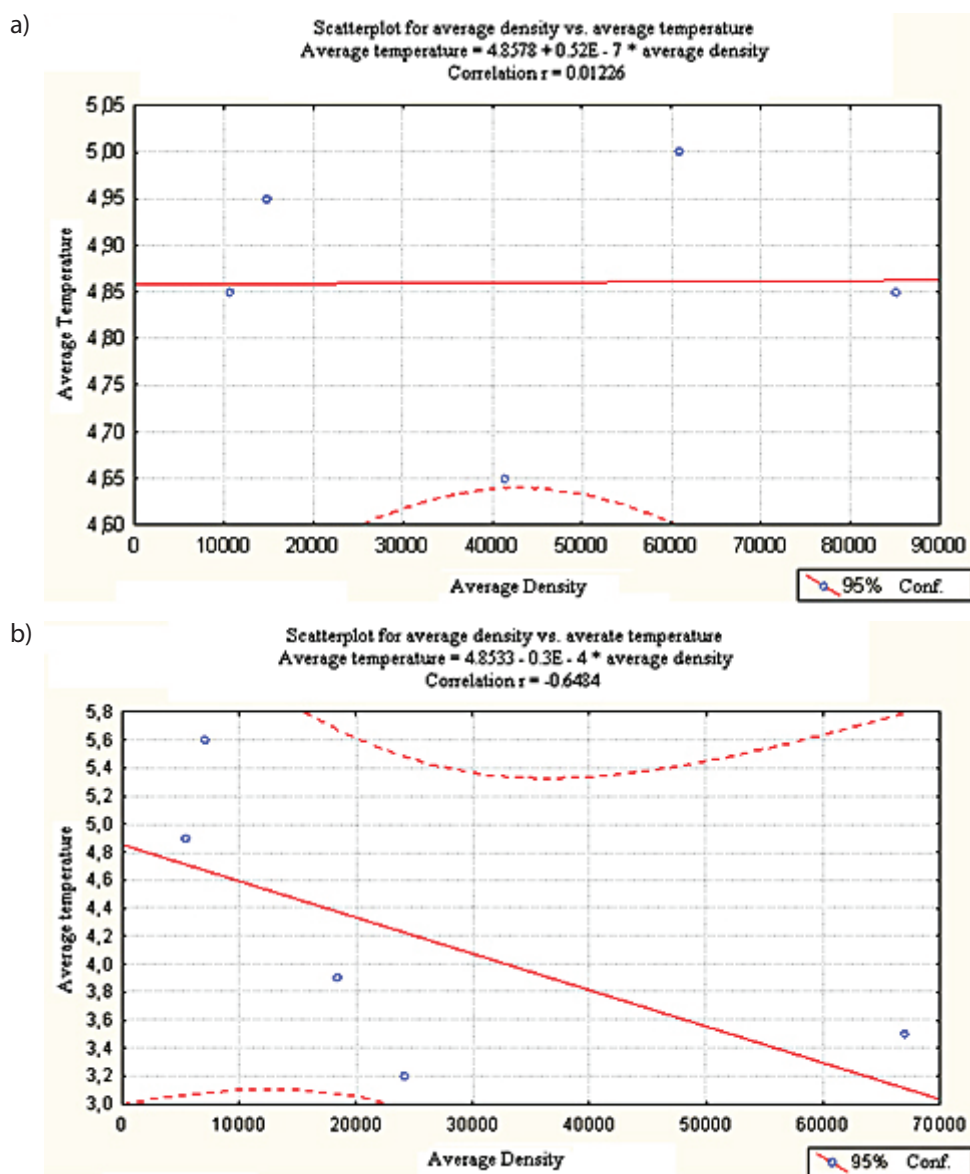 a)
Scatterplot for average density vs. average temperature
Average temperature = 4.8578 + 0.52E - 7 * average density
Correlation r = 0.01226
5,05
5,00
4,95
4,90
4,85
4,80
4,75
4,70
4,65
4,60
Average Temperature
0 10000 20000 30000 40000 50000 60000 70000 80000 90000
Average Density
95% Conf.
b)
Scatterplot for average density vs. averate temperature
Average temperature = 4.8533 - 0.3E - 4 * average density
Correlation r = -0.6484
5,8
5,6
5,4
5,2
5,0
4,8
4,6
4,4
4,2
4,0
3,8
3,6
3,4
3,2
3,0
Average temperature
0 10000 20000 30000 40000 50000 60000 70000
Average Density
95% Conf.